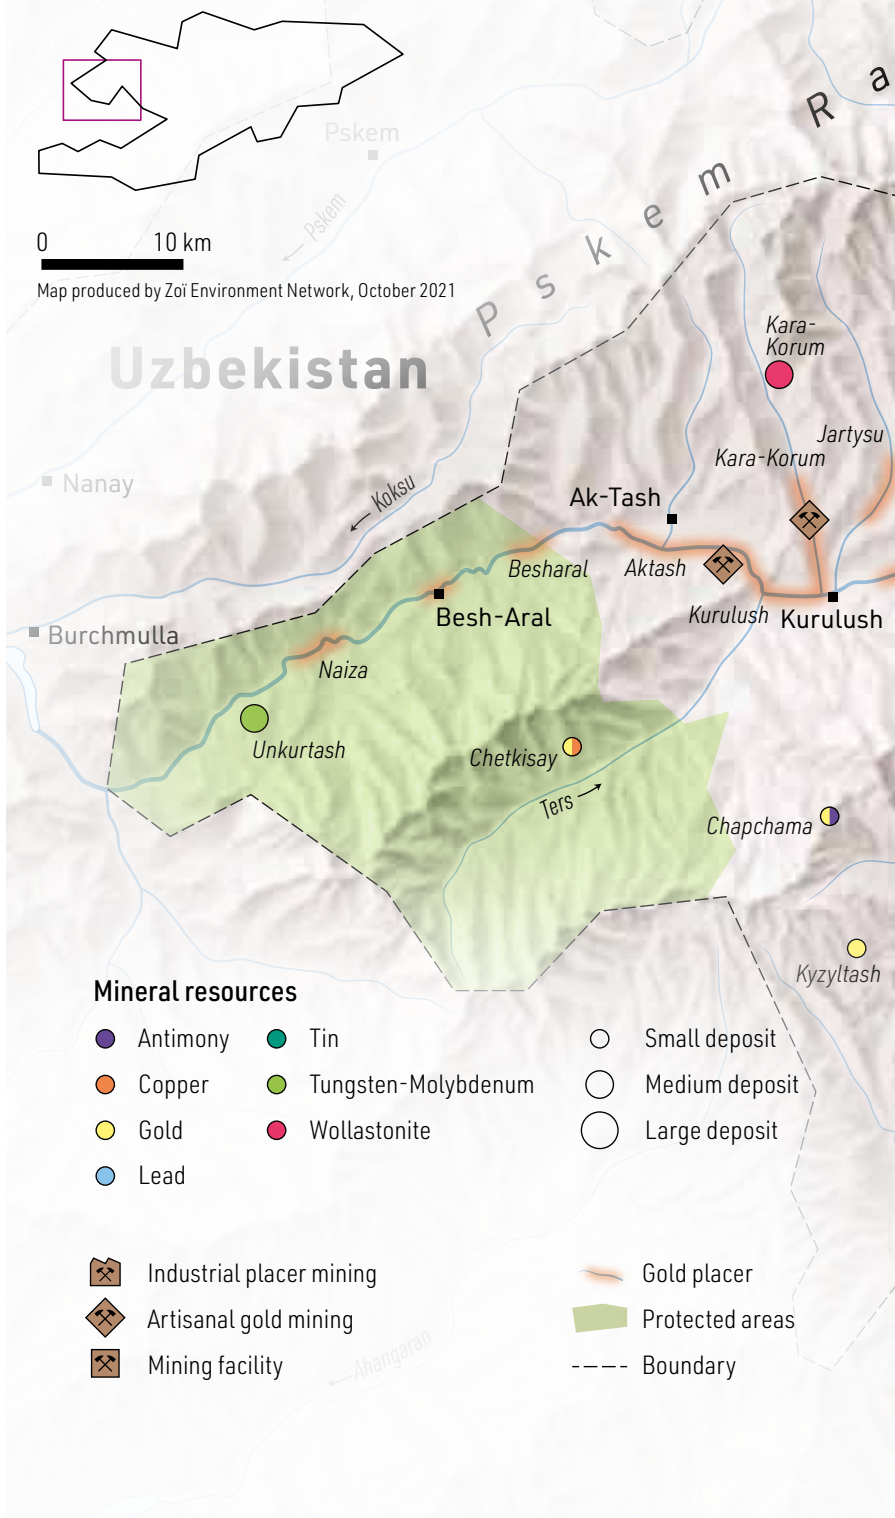 Pskem
Pskem
0 10 km
Map produced by Zoï Environment Network, October 2021
Pskem Ra
Uzbekistan
Kara-
Korum
Jartysu
Kara-Korum
Nanay
Koksu
Ak-Tash
Besharal
Aktash
Besh-Aral
Kurulush
Kurulush
Burchmulla
Naiza
Unkurtash
Chetkisay
Ters
Chapchama
Kyzyltash
Mineral resources
Antimony
Copper
Gold
Lead
Tin
Tungsten-Molybdenum
Wollastonite
Small deposit
Medium deposit
Large deposit
Industrial placer mining
Artisanal gold mining
Mining facility
Gold placer
Protected areas
Boundary
Ahangaran